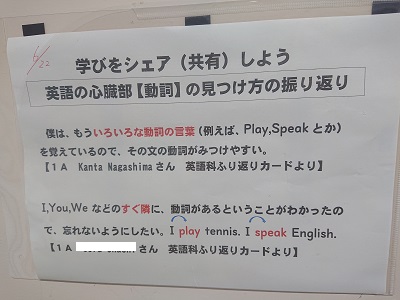 6/22
学びをシェア（共有）しよう
英語の心臓部【動詞】の見つけ方の振り返り
僕は、もういろいろな動詞の言葉（例えば、Play,Speak とか）
を覚えているので、その文の動詞がみつけやすい。
【１Ａ Kanta Nagashima さん 英語科ふり返りカードより】
I,You,We などのすぐ隣に、動詞があるということがわかったの
で、忘れないようにしたい。I play tennis. I speak English.
【１Ａ さん 英語科ふり返りカードより】